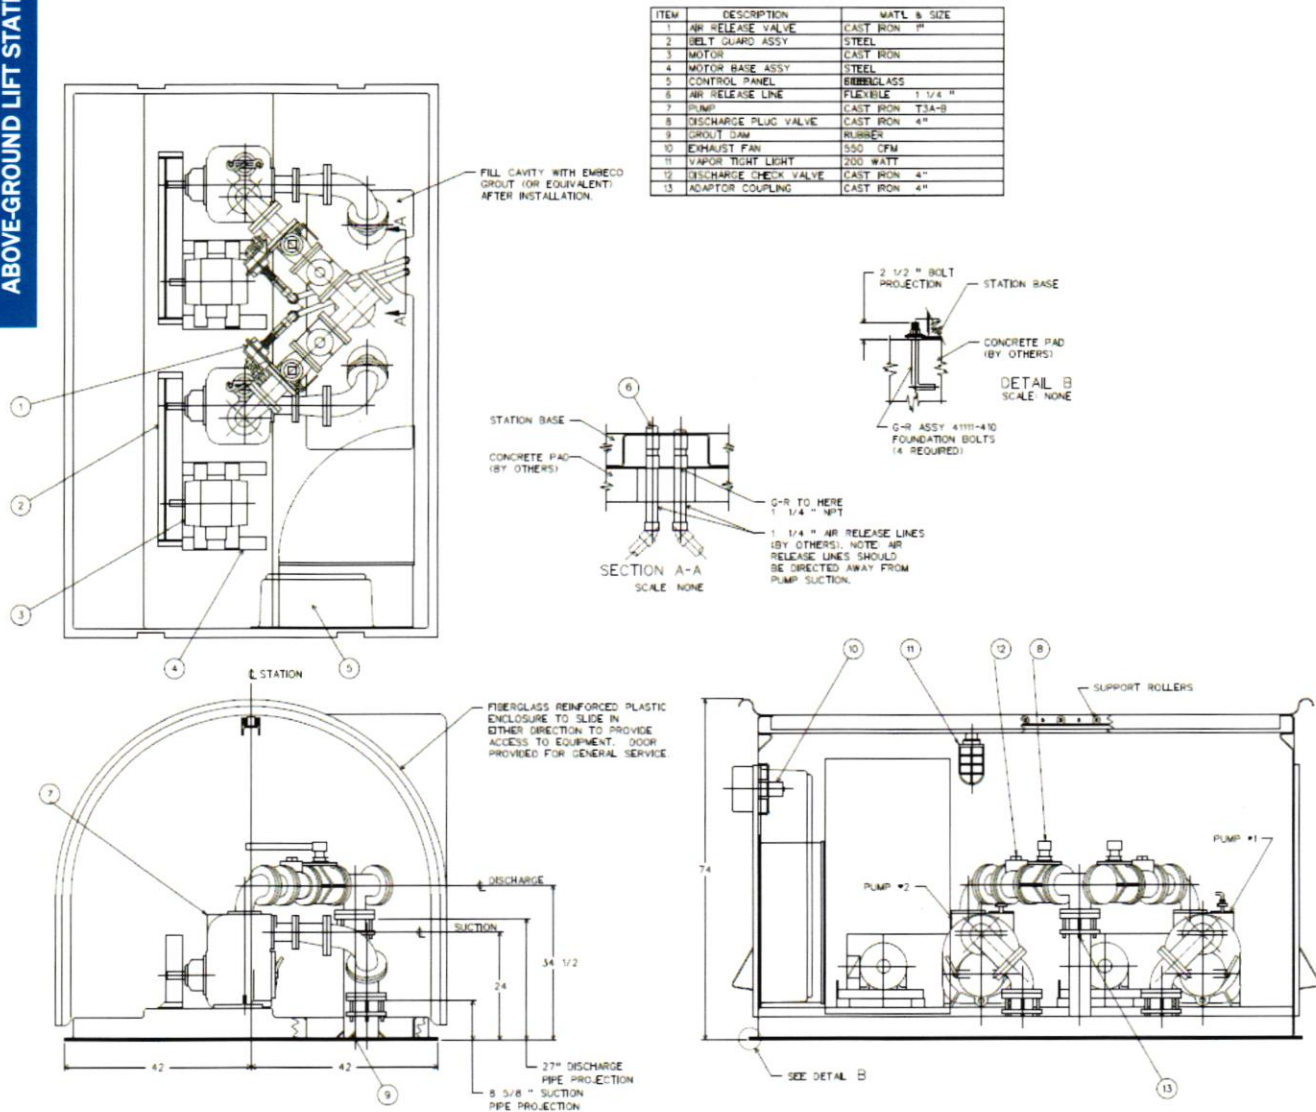 ABOVE-GROUND LIFT STATI
ITEM DESCRIPTION MAT'L & SIZE
1 AIR RELEASE VALVE CAST IRON 1"
2 BELT GUARD ASSY STEEL
3 MOTOR CAST IRON
4 MOTOR BASE ASSY STEEL
5 CONTROL PANEL
6 AIR RELEASE LINE FLEXIBLE 1 1/4 "
7 PUMP CAST IRON T3A-B
8 DISCHARGE PLUG VALVE CAST IRON 4"
9 GROUT DAM RUBBER
10 EXHAUST FAN 550 CFM
11 VAPOR TIGHT LIGHT 200 WATT
12 DISCHARGE CHECK VALVE CAST IRON 4"
13 ADAPTOR COUPLING CAST IRON 4"
FILL CAVITY WITH EMBECO
GROUT (OR EQUIVALENT)
AFTER INSTALLATION.
A
A
1
2
3
4
5
2 1/2 " BOLT
PROJECTION
STATION BASE
CONCRETE PAD
(BY OTHERS)
DETAIL B
SCALE: NONE
G-R ASSY 41111-410
FOUNDATION BOLTS
(4 REQUIRED)
6
STATION BASE
CONCRETE PAD
(BY OTHERS)
G-R TO HERE
1 1/4 " NPT
1 1/4 " AIR RELEASE LINES
(BY OTHERS). NOTE: AIR
RELEASE LINES SHOULD
BE DIRECTED AWAY FROM
PUMP SUCTION.
SECTION A-A
SCALE: NONE
℄ STATION
FIBERGLASS REINFORCED PLASTIC
ENCLOSURE TO SLIDE IN
EITHER DIRECTION TO PROVIDE
ACCESS TO EQUIPMENT. DOOR
PROVIDED FOR GENERAL SERVICE.
7
℄ DISCHARGE
℄ SUCTION
34 1/2
24
42
42
27" DISCHARGE
PIPE PROJECTION
8 5/8 " SUCTION
PIPE PROJECTION
9
10
11
12
8
SUPPORT ROLLERS
74
PUMP #2
PUMP #1
SEE DETAIL B
13